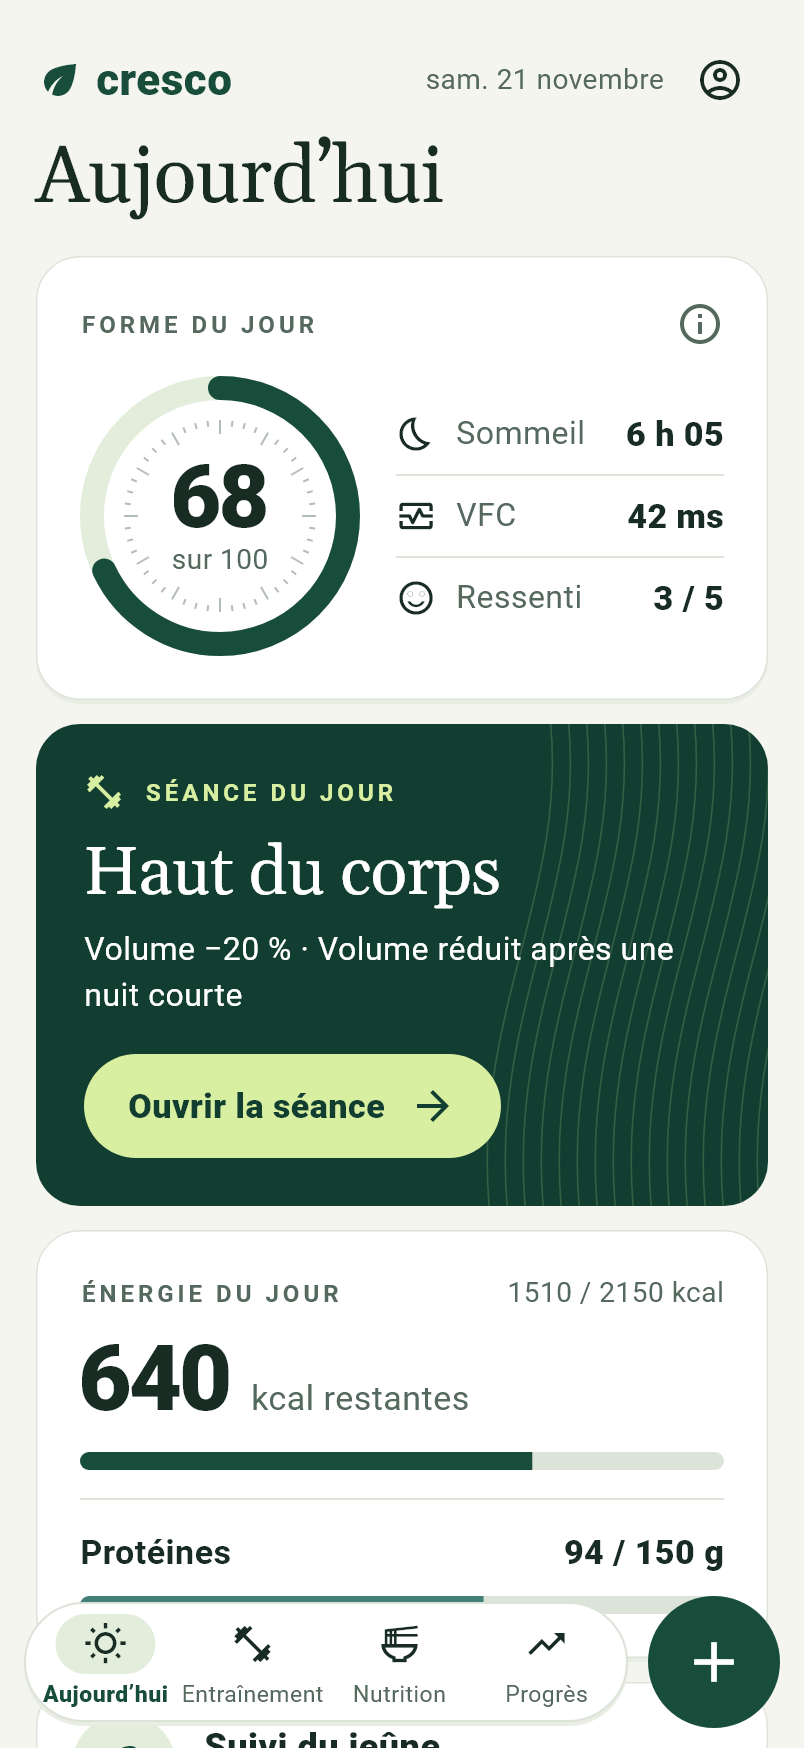 cresco
sam. 21 novembre
Aujourd’hui
FORME DU JOUR
68
sur 100
Sommeil 6 h 05
VFC 42 ms
Ressenti 3 / 5
SÉANCE DU JOUR
Haut du corps
Volume −20 % · Volume réduit après une
nuit courte
Ouvrir la séance
ÉNERGIE DU JOUR
1510 / 2150 kcal
640 kcal restantes
Protéines 94 / 150 g
Aujourd’hui Entraînement Nutrition Progrès
Suivi du jeûne